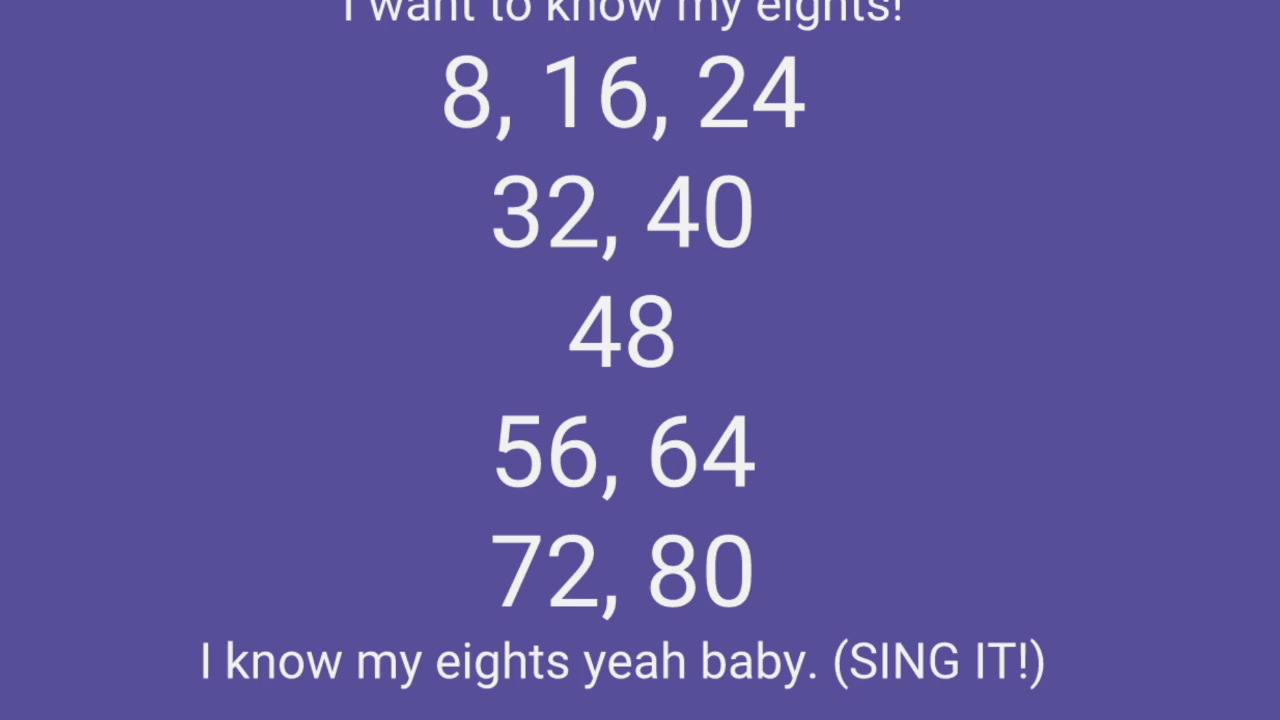 I want to know my eights!
8, 16, 24
32, 40
48
56, 64
72, 80
I know my eights yeah baby. (SING IT!)